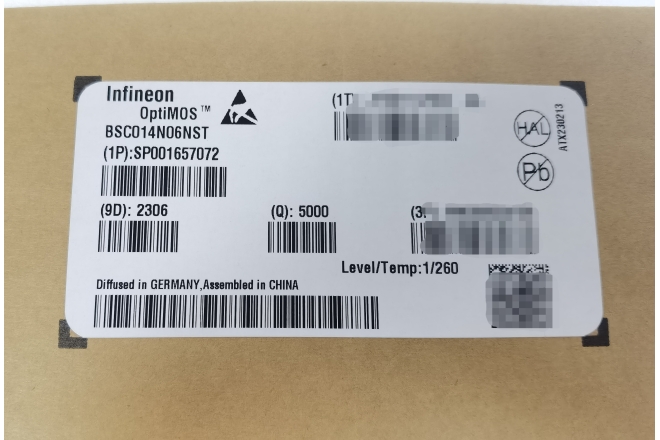 Infineon
OptiMOS™
BSC014N06NST
(1P):SP001657072
(1T
HAL
Pb
ATX230213
(9D): 2306
(Q): 5000
(3
Level/Temp:1/260
Diffused in GERMANY,Assembled in CHINA